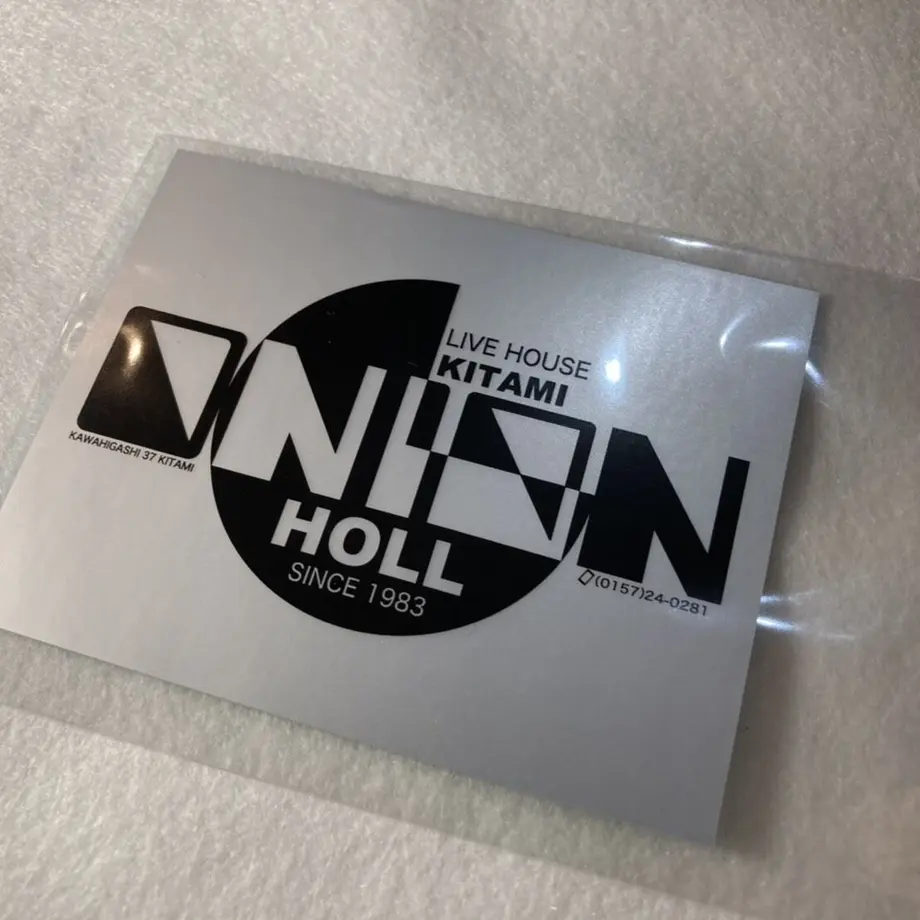 LIVE HOUSE
KITAMI
ONION
KAWAHIGASHI 37 KITAMI
HOLL
SINCE 1983
(0157)24-0281